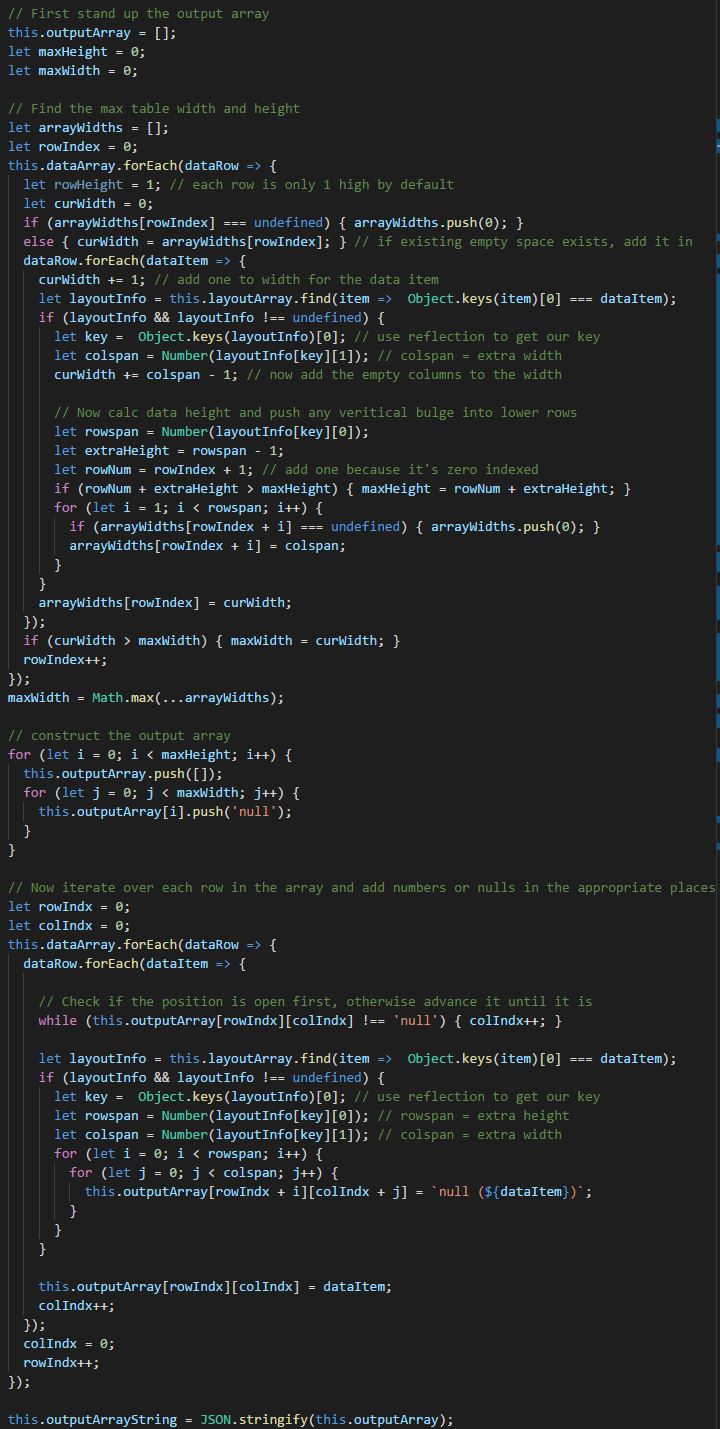 // First stand up the output array
this.outputArray = [];
let maxHeight = 0;
let maxWidth = 0;

// Find the max table width and height
let arrayWidths = [];
let rowIndex = 0;
this.dataArray.forEach(dataRow => {
  let rowHeight = 1; // each row is only 1 high by default
  let curWidth = 0;
  if (arrayWidths[rowIndex] === undefined) { arrayWidths.push(0); }
  else { curWidth = arrayWidths[rowIndex]; } // if existing empty space exists, add it in
  dataRow.forEach(dataItem => {
    curWidth += 1; // add one to width for the data item
    let layoutInfo = this.layoutArray.find(item =>  Object.keys(item)[0] === dataItem);
    if (layoutInfo && layoutInfo !== undefined) {
      let key =  Object.keys(layoutInfo)[0]; // use reflection to get our key
      let colspan = Number(layoutInfo[key][1]); // colspan = extra width
      curWidth += colspan - 1; // now add the empty columns to the width

      // Now calc data height and push any veritical bulge into lower rows
      let rowspan = Number(layoutInfo[key][0]);
      let extraHeight = rowspan - 1;
      let rowNum = rowIndex + 1; // add one because it's zero indexed
      if (rowNum + extraHeight > maxHeight) { maxHeight = rowNum + extraHeight; }
      for (let i = 1; i < rowspan; i++) {
        if (arrayWidths[rowIndex + i] === undefined) { arrayWidths.push(0); }
        arrayWidths[rowIndex + i] = colspan;
      }
    }
    arrayWidths[rowIndex] = curWidth;
  });
  if (curWidth > maxWidth) { maxWidth = curWidth; }
  rowIndex++;
});
maxWidth = Math.max(...arrayWidths);

// construct the output array
for (let i = 0; i < maxHeight; i++) {
  this.outputArray.push([]);
  for (let j = 0; j < maxWidth; j++) {
    this.outputArray[i].push('null');
  }
}

// Now iterate over each row in the array and add numbers or nulls in the appropriate places
let rowIndx = 0;
let colIndx = 0;
this.dataArray.forEach(dataRow => {
  dataRow.forEach(dataItem => {

    // Check if the position is open first, otherwise advance it until it is
    while (this.outputArray[rowIndx][colIndx] !== 'null') { colIndx++; }

    let layoutInfo = this.layoutArray.find(item =>  Object.keys(item)[0] === dataItem);
    if (layoutInfo && layoutInfo !== undefined) {
      let key =  Object.keys(layoutInfo)[0]; // use reflection to get our key
      let rowspan = Number(layoutInfo[key][0]); // rowspan = extra height
      let colspan = Number(layoutInfo[key][1]); // colspan = extra width
      for (let i = 0; i < rowspan; i++) {
        for (let j = 0; j < colspan; j++) {
          this.outputArray[rowIndx + i][colIndx + j] = `null (${dataItem})`;
        }
      }
    }

    this.outputArray[rowIndx][colIndx] = dataItem;
    colIndx++;
  });
  colIndx = 0;
  rowIndx++;
});

this.outputArrayString = JSON.stringify(this.outputArray);